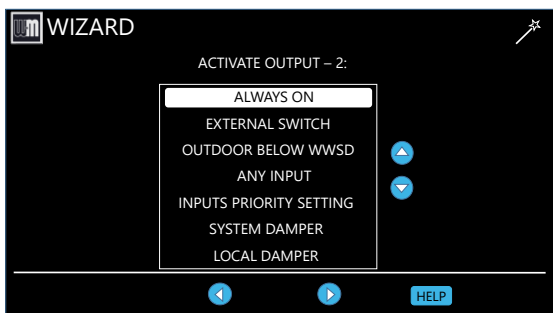 wm WIZARD
ACTIVATE OUTPUT – 2:
ALWAYS ON
EXTERNAL SWITCH
OUTDOOR BELOW WWSD
ANY INPUT
INPUTS PRIORITY SETTING
SYSTEM DAMPER
LOCAL DAMPER
HELP